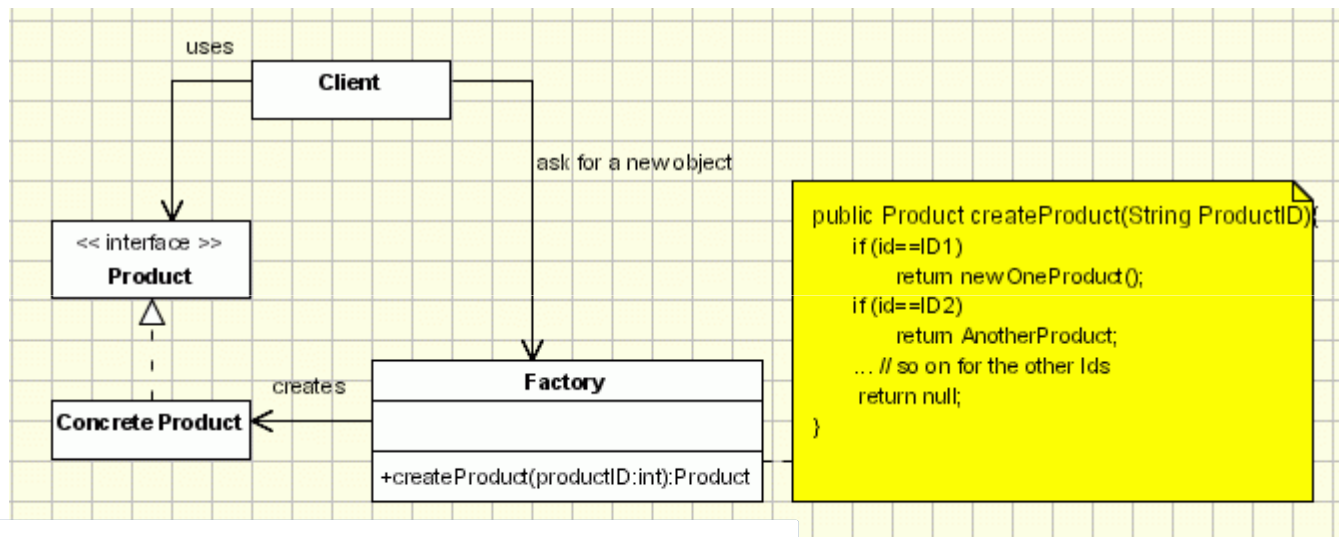 uses
Client
ask for a new object
<< interface >>
Product
creates
Concrete Product
Factory
+createProduct(productID:int):Product
public Product createProduct(String ProductID){
if (id==ID1)
return new OneProduct();
if (id==ID2)
return AnotherProduct;
... // so on for the other Ids
return null;
}